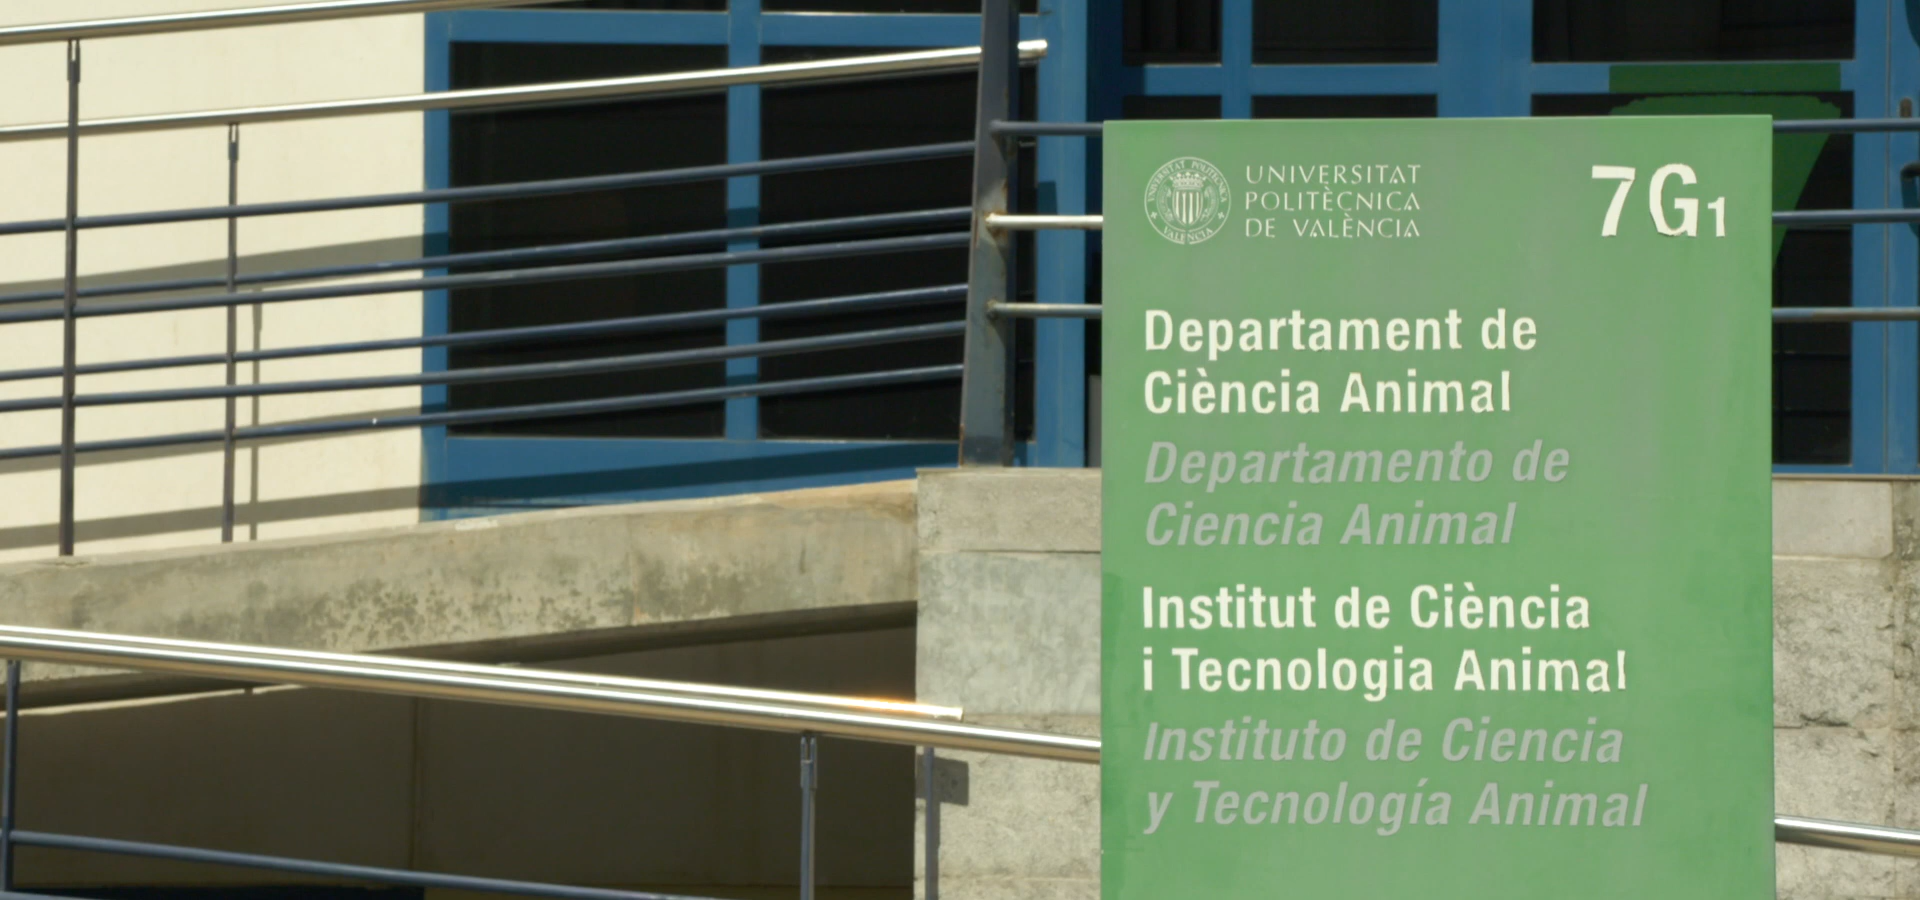 UNIVERSITAT
POLITÈCNICA
DE VALÈNCIA
7G1
Departament de
Ciència Animal
Departamento de
Ciencia Animal
Institut de Ciència
i Tecnologia Animal
Instituto de Ciencia
y Tecnología Animal